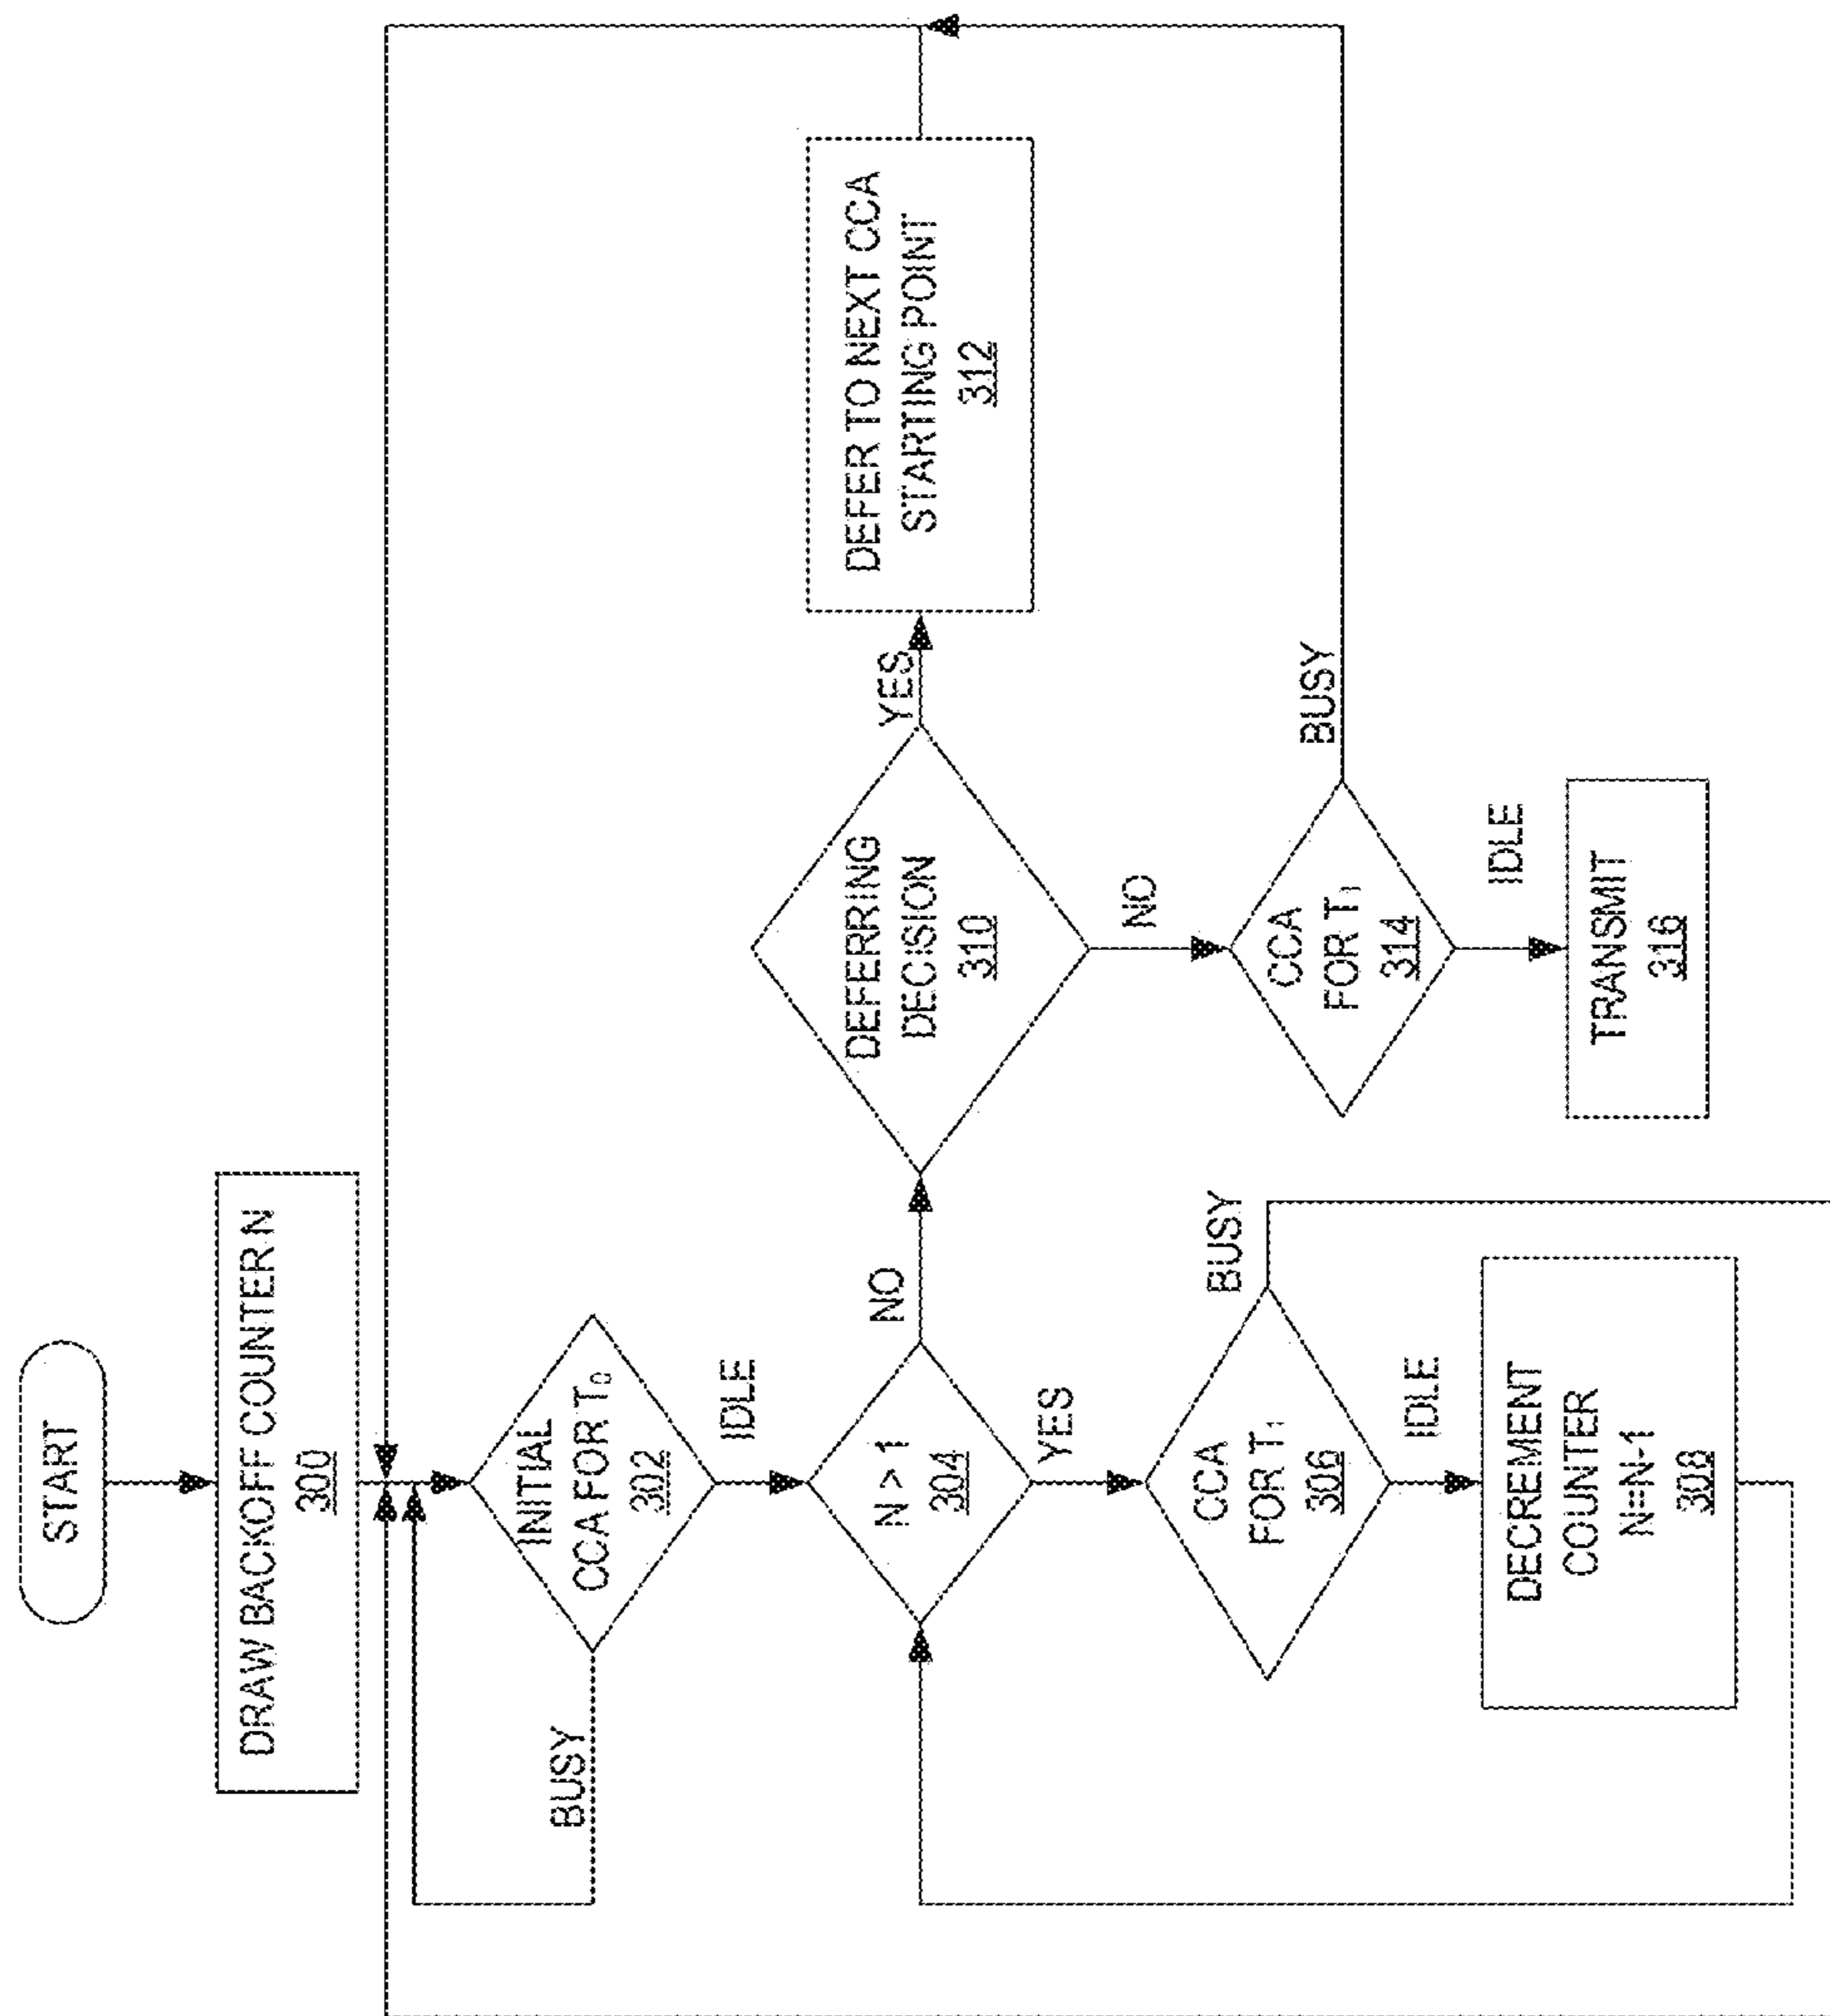 START
DRAW BACKOFF COUNTER N
300
INITIAL
CCA FOR T0
302
BUSY
IDLE
N > 1
304
NO
YES
CCA
FOR T1
306
BUSY
IDLE
DECREMENT
COUNTER
N=N-1
308
DEFERRING
DECISION
310
YES
NO
DEFER TO NEXT CCA
STARTING POINT
312
CCA
FOR T1
314
BUSY
IDLE
TRANSMIT
316